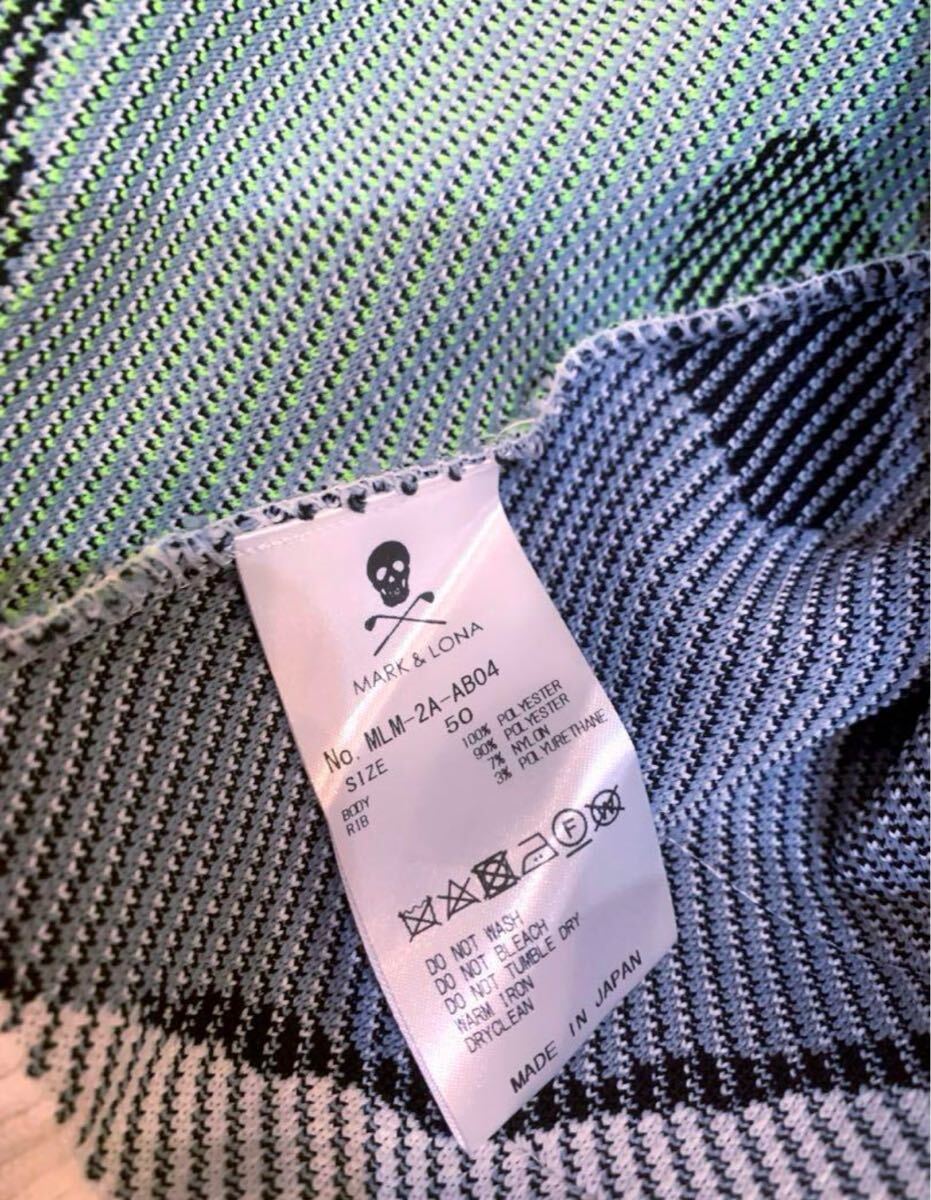 MARK & LONA
No. MLM-2A-AB04
SIZE 50
BODY 100% POLYESTER
RIB 90% POLYESTER
7% NYLON
3% POLYURETHANE
F W
DO NOT WASH
DO NOT BLEACH
DO NOT TUMBLE DRY
WARM IRON
DRYCLEAN
MADE IN JAPAN